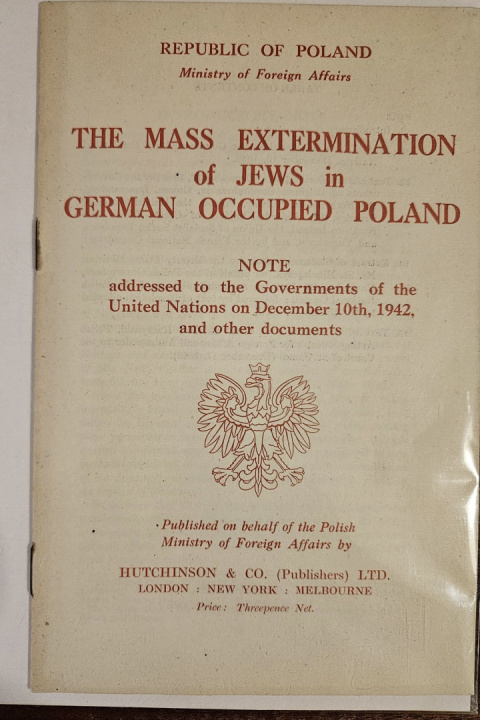 REPUBLIC OF POLAND
Ministry of Foreign Affairs
THE MASS EXTERMINATION
of JEWS in
GERMAN OCCUPIED POLAND
NOTE
addressed to the Governments of the
United Nations on December 10th, 1942,
and other documents
Published on behalf of the Polish
Ministry of Foreign Affairs by
HUTCHINSON & CO. (Publishers) LTD.
LONDON : NEW YORK : MELBOURNE
Price: Threepence Net.